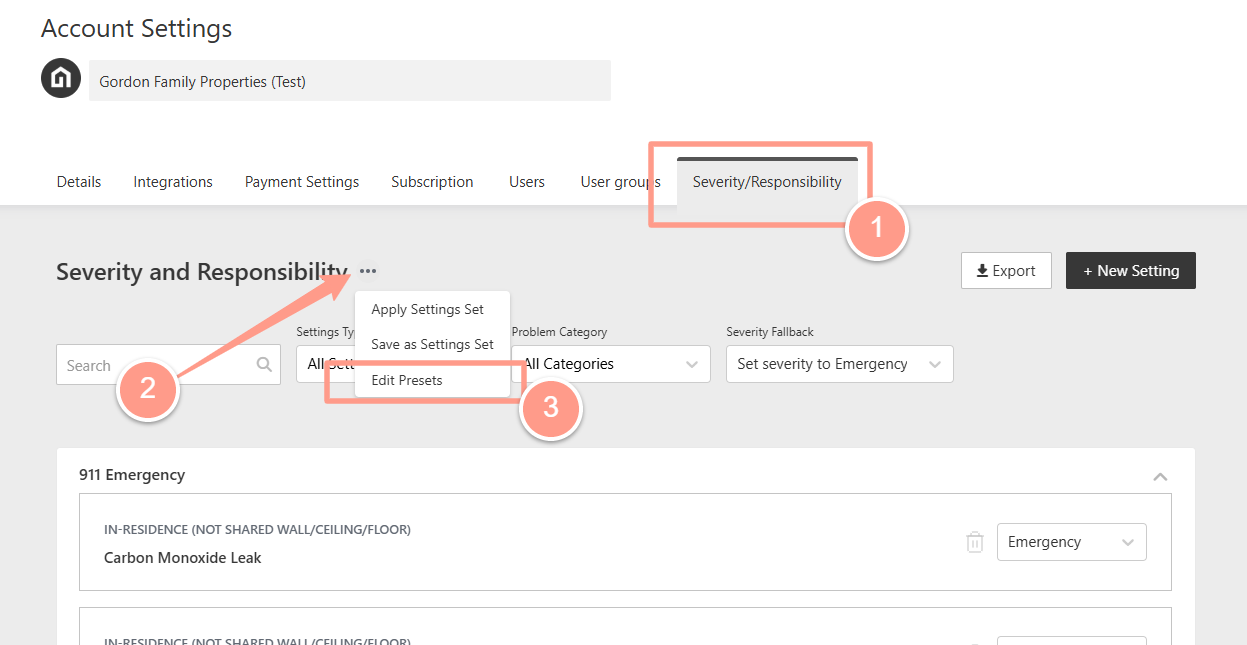 Account Settings
Gordon Family Properties (Test)
Details Integrations Payment Settings Subscription Users User groups Severity/Responsibility
1
Severity and Responsibility ...
Export
+ New Setting
Apply Settings Set
Save as Settings Set
Edit Presets
Settings Ty
Problem Category
Severity Fallback
Search
All Sett
All Categories
Set severity to Emergency
2
3
911 Emergency
IN-RESIDENCE (NOT SHARED WALL/CEILING/FLOOR)
Carbon Monoxide Leak
Emergency
IN-RESIDENCE (NOT SHARED WALL/CEILING/FLOOR)